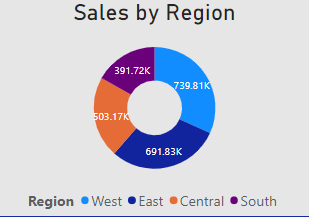 Sales by Region
391.72K
739.81K
503.17K
691.83K
Region West East Central South